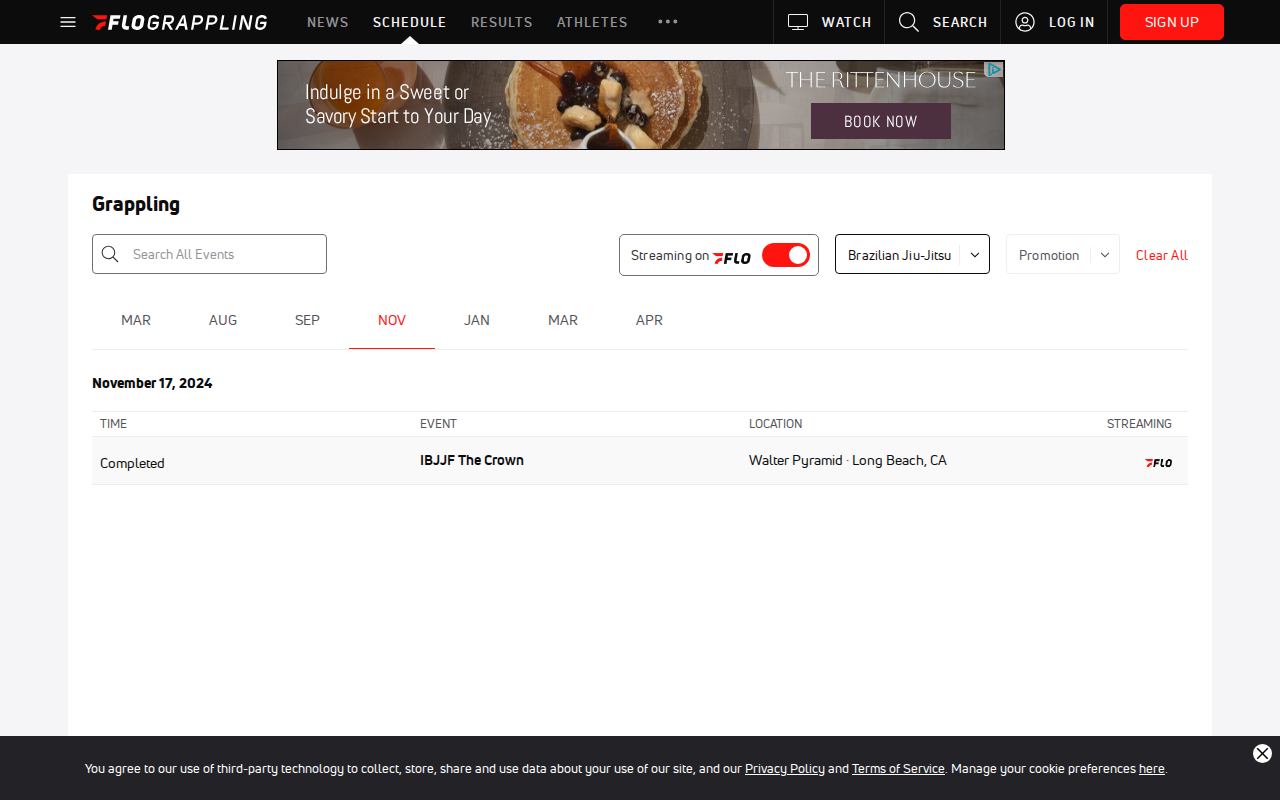 FLOGRAPPLING NEWS SCHEDULE RESULTS ATHLETES WATCH SEARCH LOG IN SIGN UP
Indulge in a Sweet or
Savory Start to Your Day
THE RITTENHOUSE
BOOK NOW
Grappling
Search All Events
Streaming on FLO
Brazilian Jiu-Jitsu
Promotion
Clear All
MAR AUG SEP NOV JAN MAR APR
November 17, 2024
TIME EVENT LOCATION STREAMING
Completed IBJJF The Crown Walter Pyramid · Long Beach, CA FLO
You agree to our use of third-party technology to collect, store, share and use data about your use of our site, and our Privacy Policy and Terms of Service. Manage your cookie preferences here.